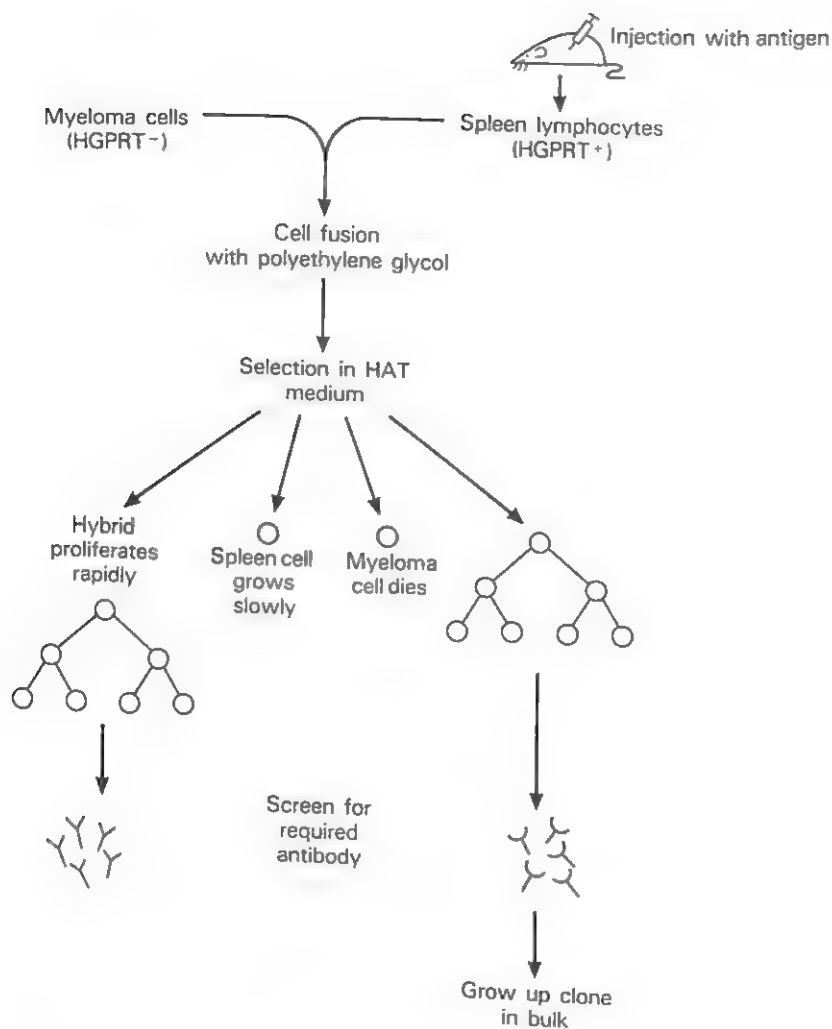 Injection with antigen
Myeloma cells
(HGPRT-)
Spleen lymphocytes
(HGPRT+)
Cell fusion
with polyethylene glycol
Selection in HAT
medium
Hybrid
proliferates
rapidly
Spleen cell
grows
slowly
Myeloma
cell dies
Screen for
required
antibody
Grow up clone
in bulk